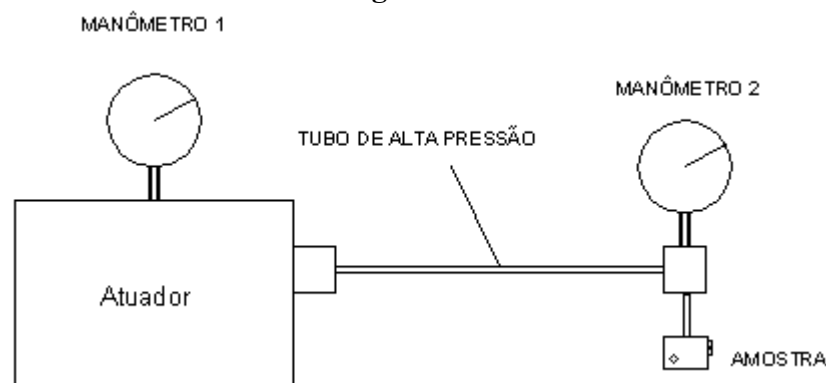 MANÔMETRO 1
MANÔMETRO 2
TUBO DE ALTA PRESSÃO
Atuador
AMOSTRA